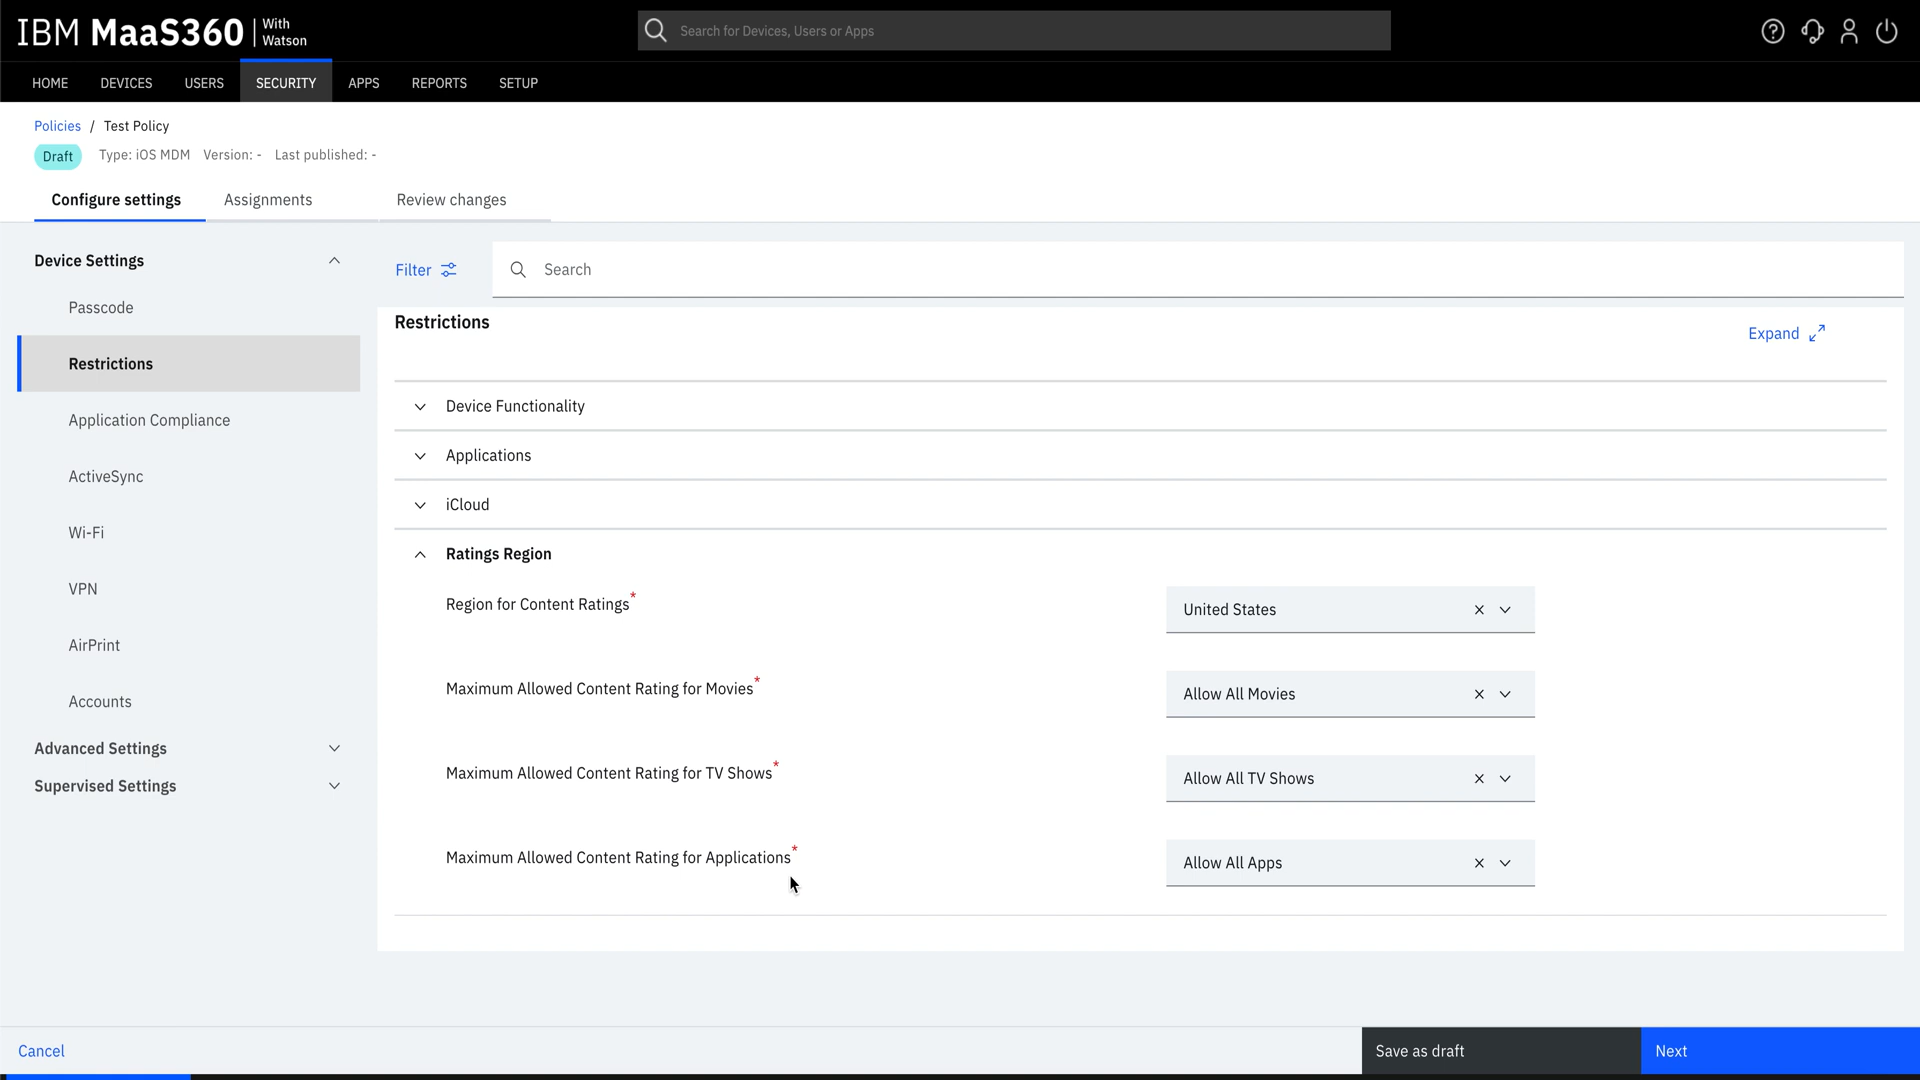 IBM MaaS360 With Watson
Search for Devices, Users or Apps
HOME DEVICES USERS SECURITY APPS REPORTS SETUP
Policies / Test Policy
Draft Type: iOS MDM Version: - Last published: -
Configure settings Assignments Review changes
Device Settings
Passcode
Restrictions
Application Compliance
ActiveSync
Wi-Fi
VPN
AirPrint
Accounts
Advanced Settings
Supervised Settings
Filter Search
Restrictions
Expand
Device Functionality
Applications
iCloud
Ratings Region
Region for Content Ratings* United States
Maximum Allowed Content Rating for Movies* Allow All Movies
Maximum Allowed Content Rating for TV Shows* Allow All TV Shows
Maximum Allowed Content Rating for Applications* Allow All Apps
Cancel Save as draft Next